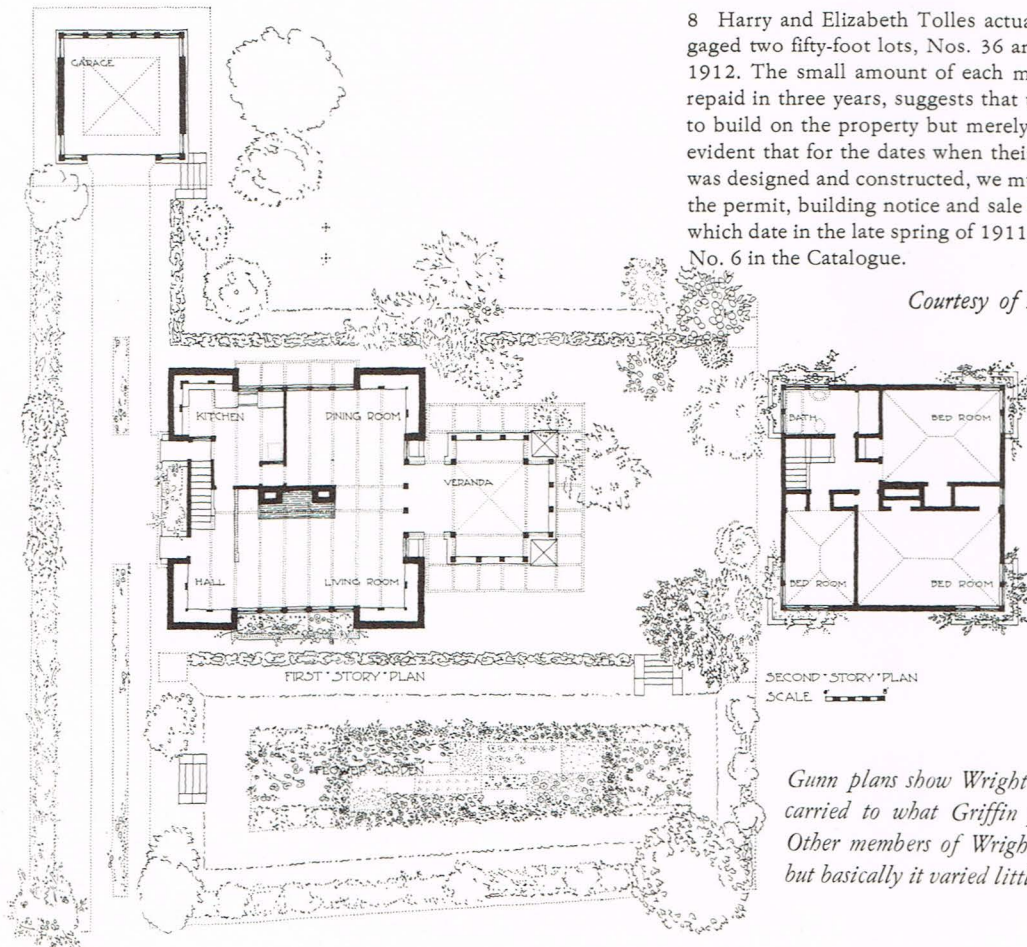 8 Harry and Elizabeth Tolles actua
gaged two fifty-foot lots, Nos. 36 ar
1912. The small amount of each m
repaid in three years, suggests that
to build on the property but merely
evident that for the dates when their
was designed and constructed, we m
the permit, building notice and sale
which date in the late spring of 1911
No. 6 in the Catalogue.
Courtesy of
GARAGE
KITCHEN
DINING ROOM
VERANDA
HALL
LIVING ROOM
FIRST STORY PLAN
FLOWER GARDEN
BATH
BED ROOM
BED ROOM
BED ROOM
SECOND STORY PLAN
SCALE
Gunn plans show Wright
carried to what Griffin
Other members of Wrigh
but basically it varied littl